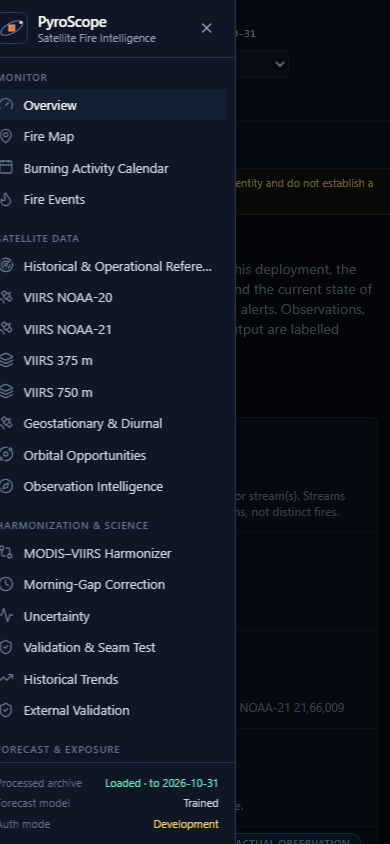 PyroScope
Satellite Fire Intelligence
MONITOR
Overview
Fire Map
Burning Activity Calendar
Fire Events
SATELLITE DATA
Historical & Operational Refere...
VIIRS NOAA-20
VIIRS NOAA-21
VIIRS 375 m
VIIRS 750 m
Geostationary & Diurnal
Orbital Opportunities
Observation Intelligence
HARMONIZATION & SCIENCE
MODIS–VIIRS Harmonizer
Morning-Gap Correction
Uncertainty
Validation & Seam Test
Historical Trends
External Validation
FORECAST & EXPOSURE
Processed archive Loaded · to 2026-10-31
Forecast model Trained
Auth mode Development
-31
entity and do not establish a
his deployment, the
nd the current state of
alerts. Observations,
utput are labelled
or stream(s). Streams
ns, not distinct fires.
NOAA-21 21,66,009
e.
ACTUAL OBSERVATION